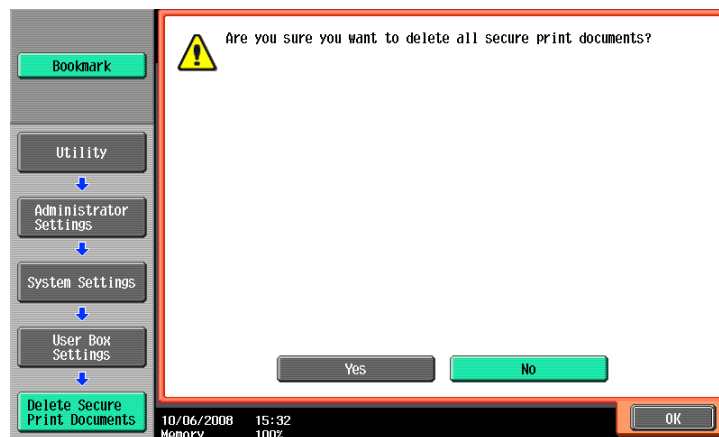 Bookmark
Utility
Administrator
Settings
System Settings
User Box
Settings
Delete Secure
Print Documents
Are you sure you want to delete all secure print documents?
Yes
No
10/06/2008 15:32
Memory 100%
OK